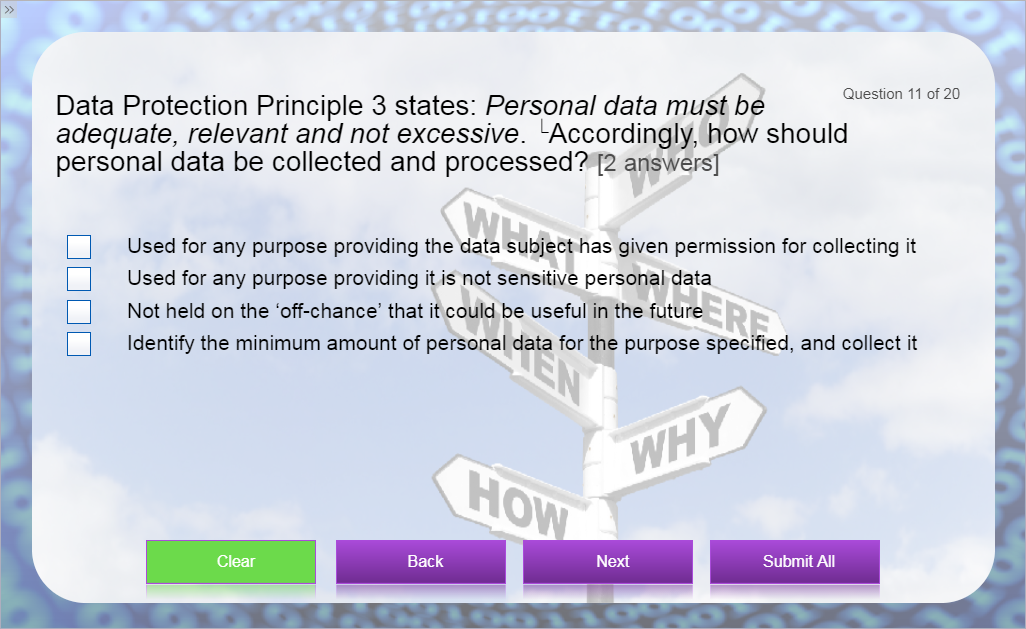 »
Question 11 of 20
Data Protection Principle 3 states: Personal data must be
adequate, relevant and not excessive. └Accordingly, how should
personal data be collected and processed? [2 answers]
Used for any purpose providing the data subject has given permission for collecting it
Used for any purpose providing it is not sensitive personal data
Not held on the ‘off-chance’ that it could be useful in the future
Identify the minimum amount of personal data for the purpose specified, and collect it
WHO
WHAT
WHERE
WHEN
WHY
HOW
Clear
Back
Next
Submit All